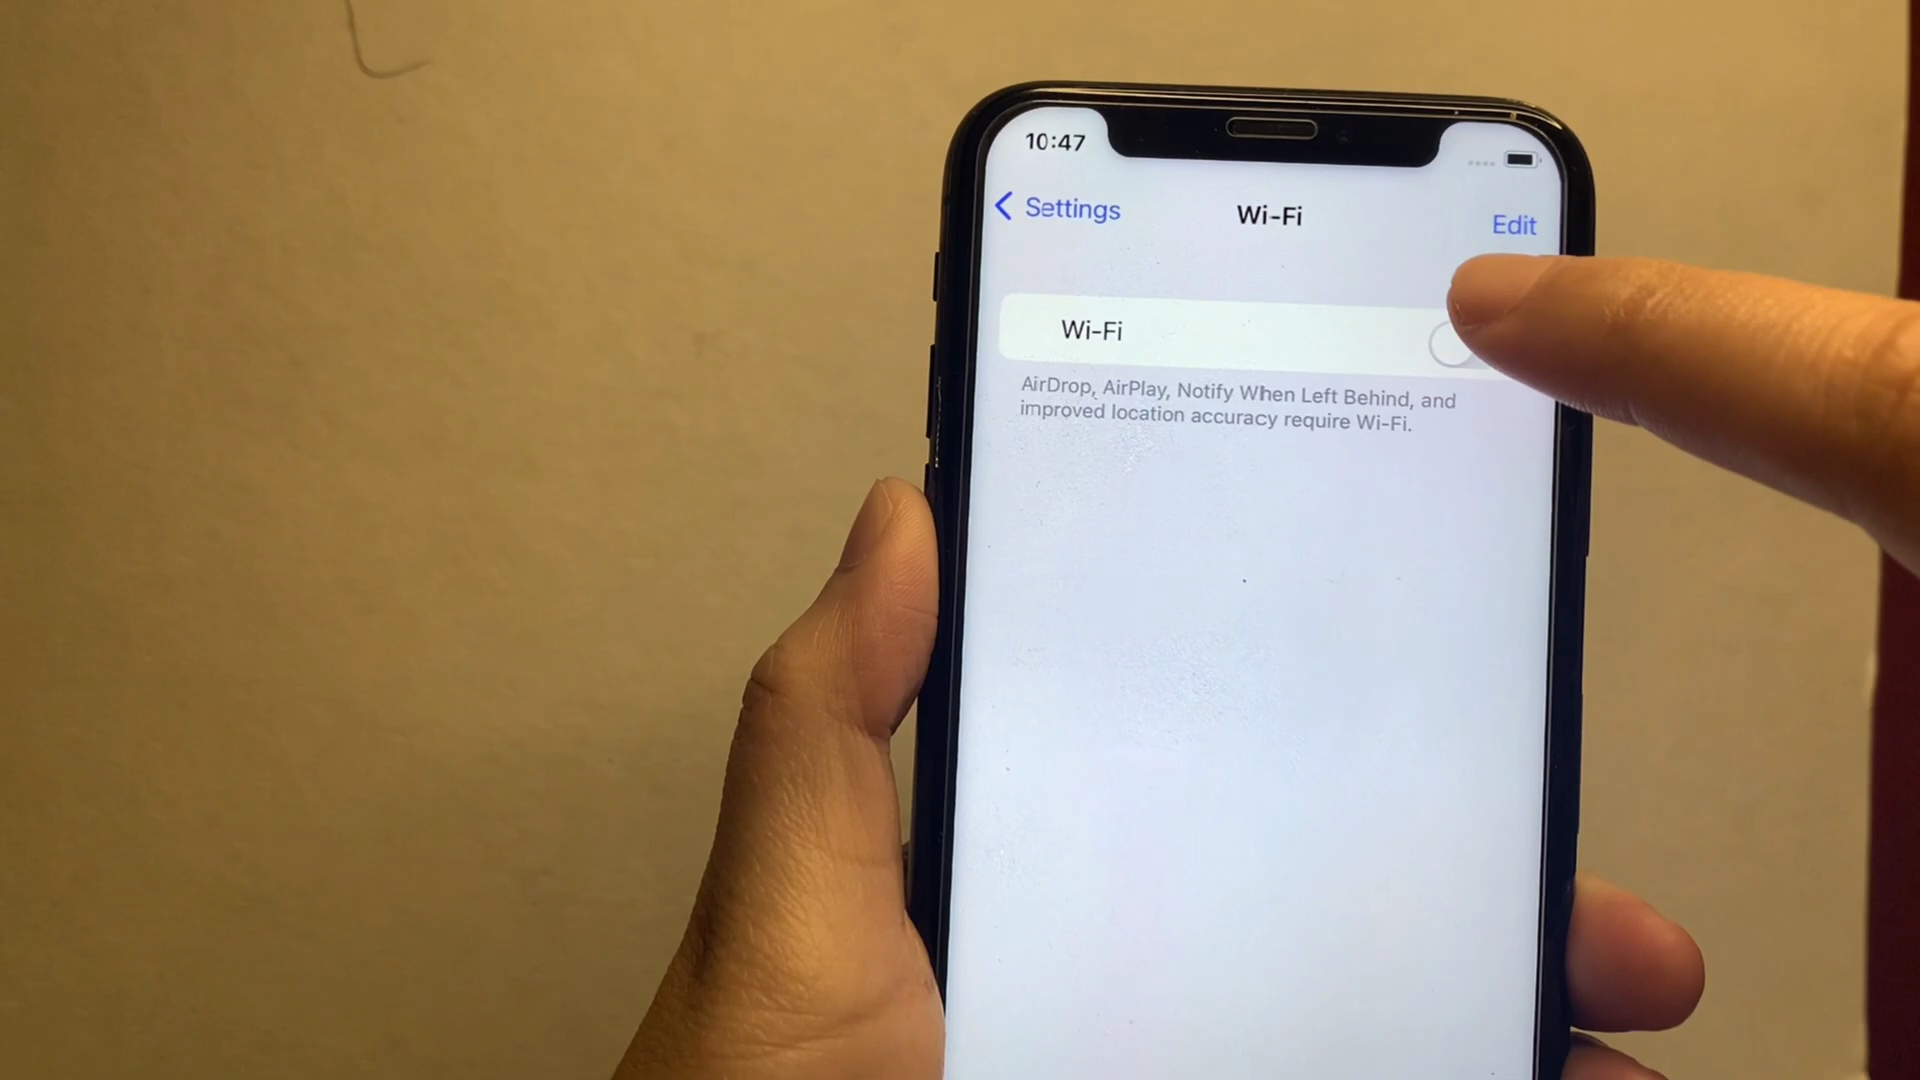 10:47
Settings
Wi-Fi
Edit
Wi-Fi
AirDrop, AirPlay, Notify When Left Behind, and
improved location accuracy require Wi-Fi.